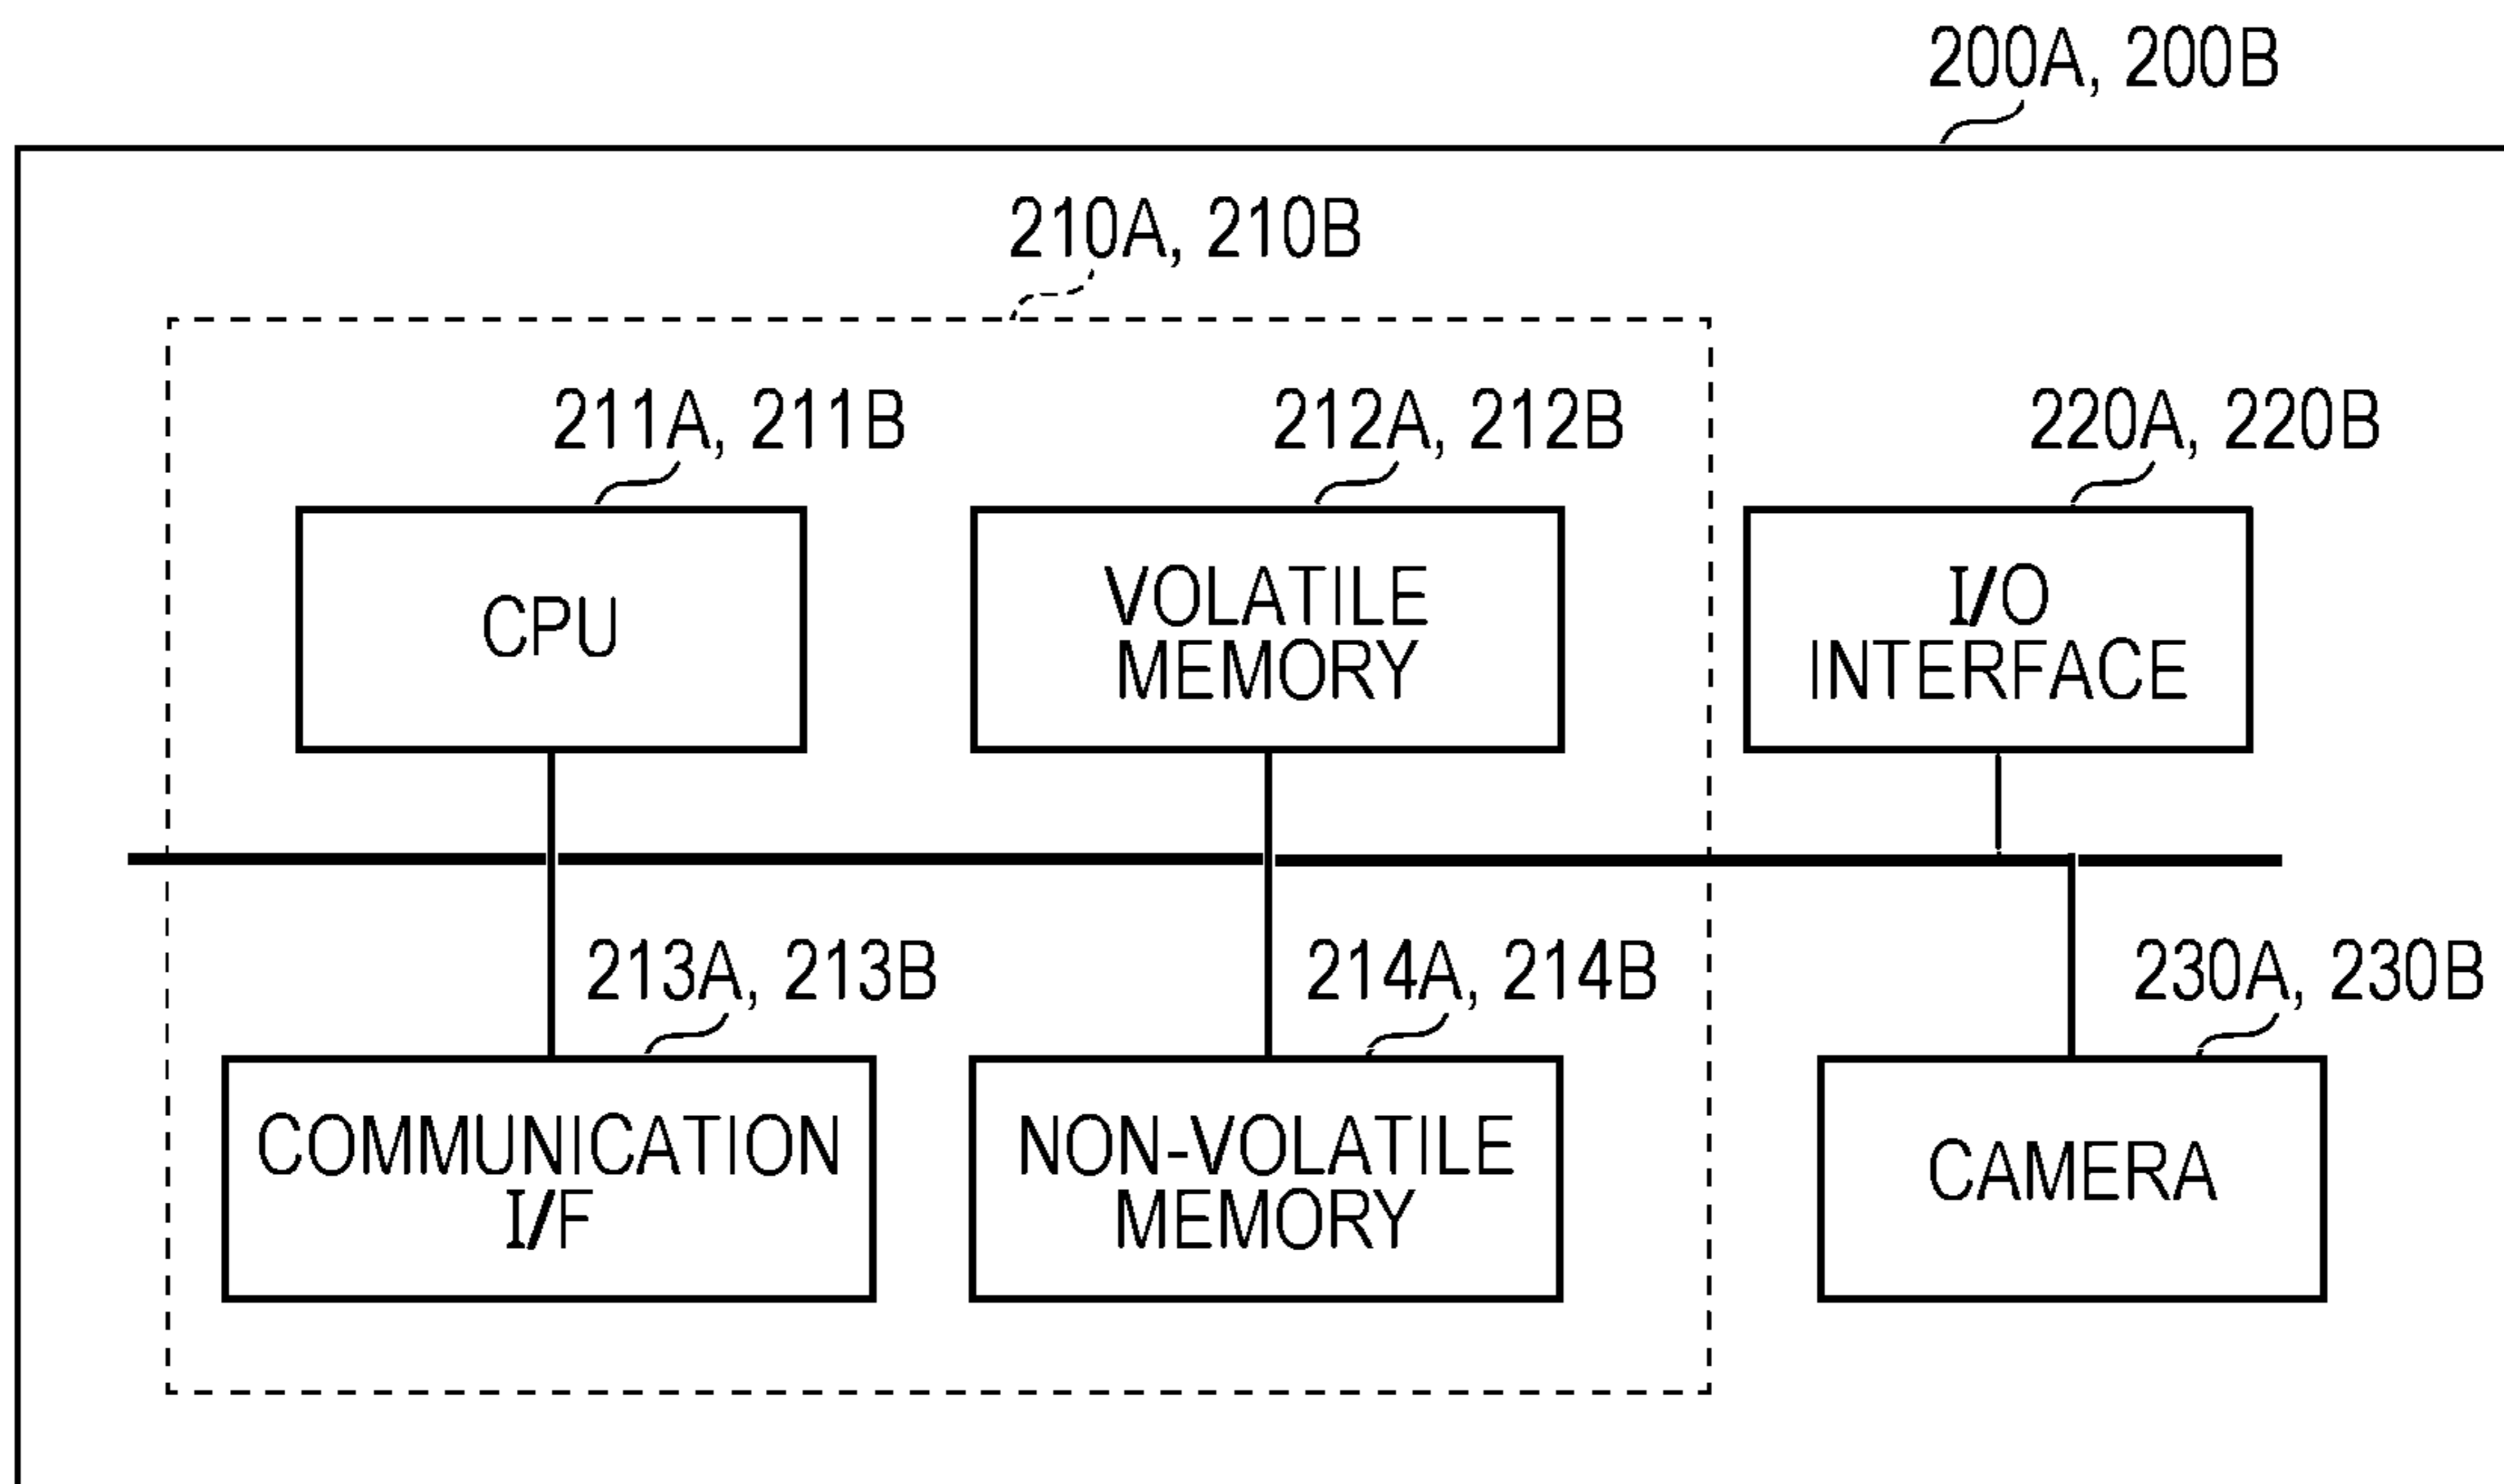 200A, 200B
210A, 210B
211A, 211B
212A, 212B
220A, 220B
CPU
VOLATILE
MEMORY
I/O
INTERFACE
213A, 213B
214A, 214B
230A, 230B
COMMUNICATION
I/F
NON-VOLATILE
MEMORY
CAMERA